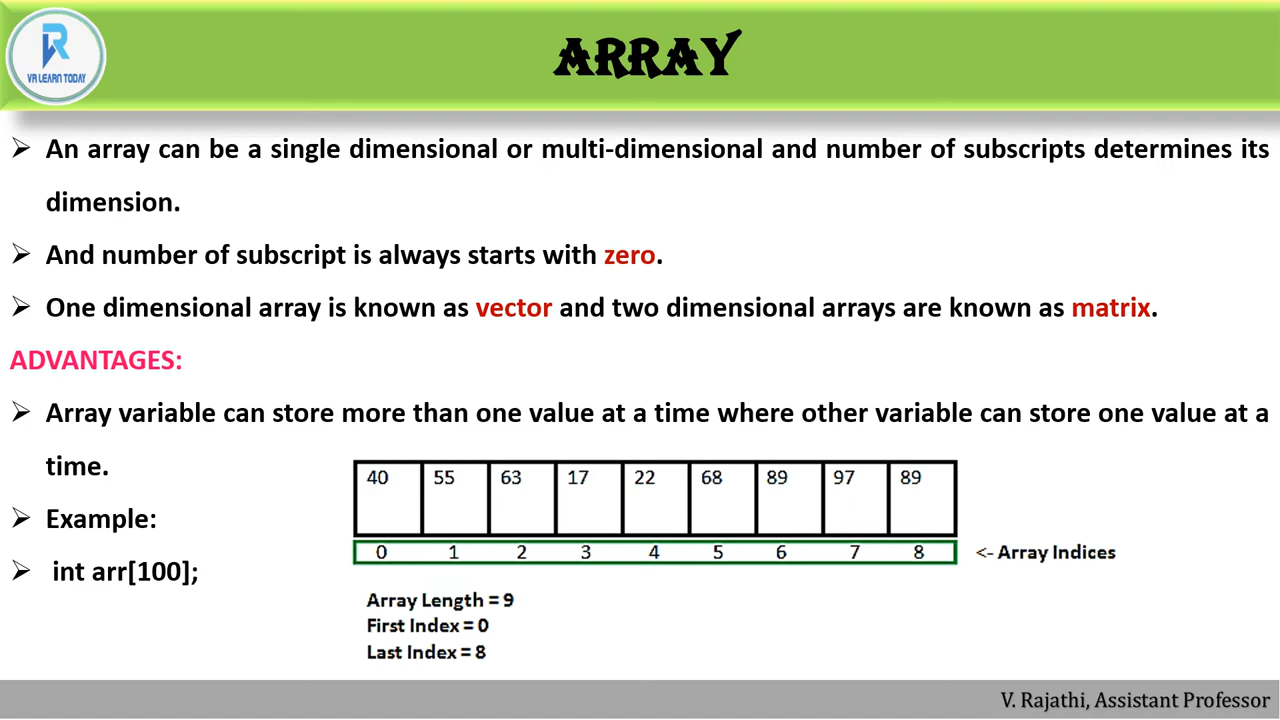 VR LEARN TODAY
ARRAY
➢ An array can be a single dimensional or multi-dimensional and number of subscripts determines its
dimension.
➢ And number of subscript is always starts with zero.
➢ One dimensional array is known as vector and two dimensional arrays are known as matrix.
ADVANTAGES:
➢ Array variable can store more than one value at a time where other variable can store one value at a
time.
40 55 63 17 22 68 89 97 89
➢ Example:
0 1 2 3 4 5 6 7 8 <- Array Indices
➢ int arr[100];
Array Length = 9
First Index = 0
Last Index = 8
V. Rajathi, Assistant Professor